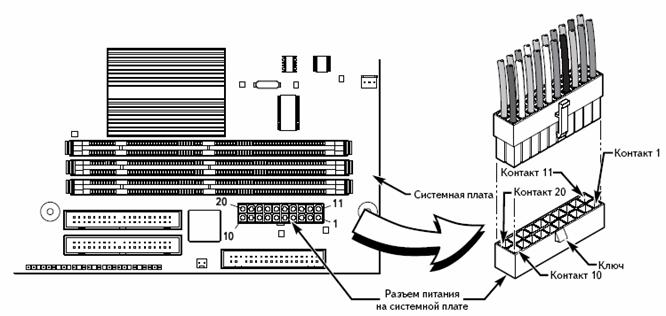 20
11
10
1
Системная плата
Разъем питания
на системной плате
Контакт 1
Контакт 11
Контакт 20
Ключ
Контакт 10